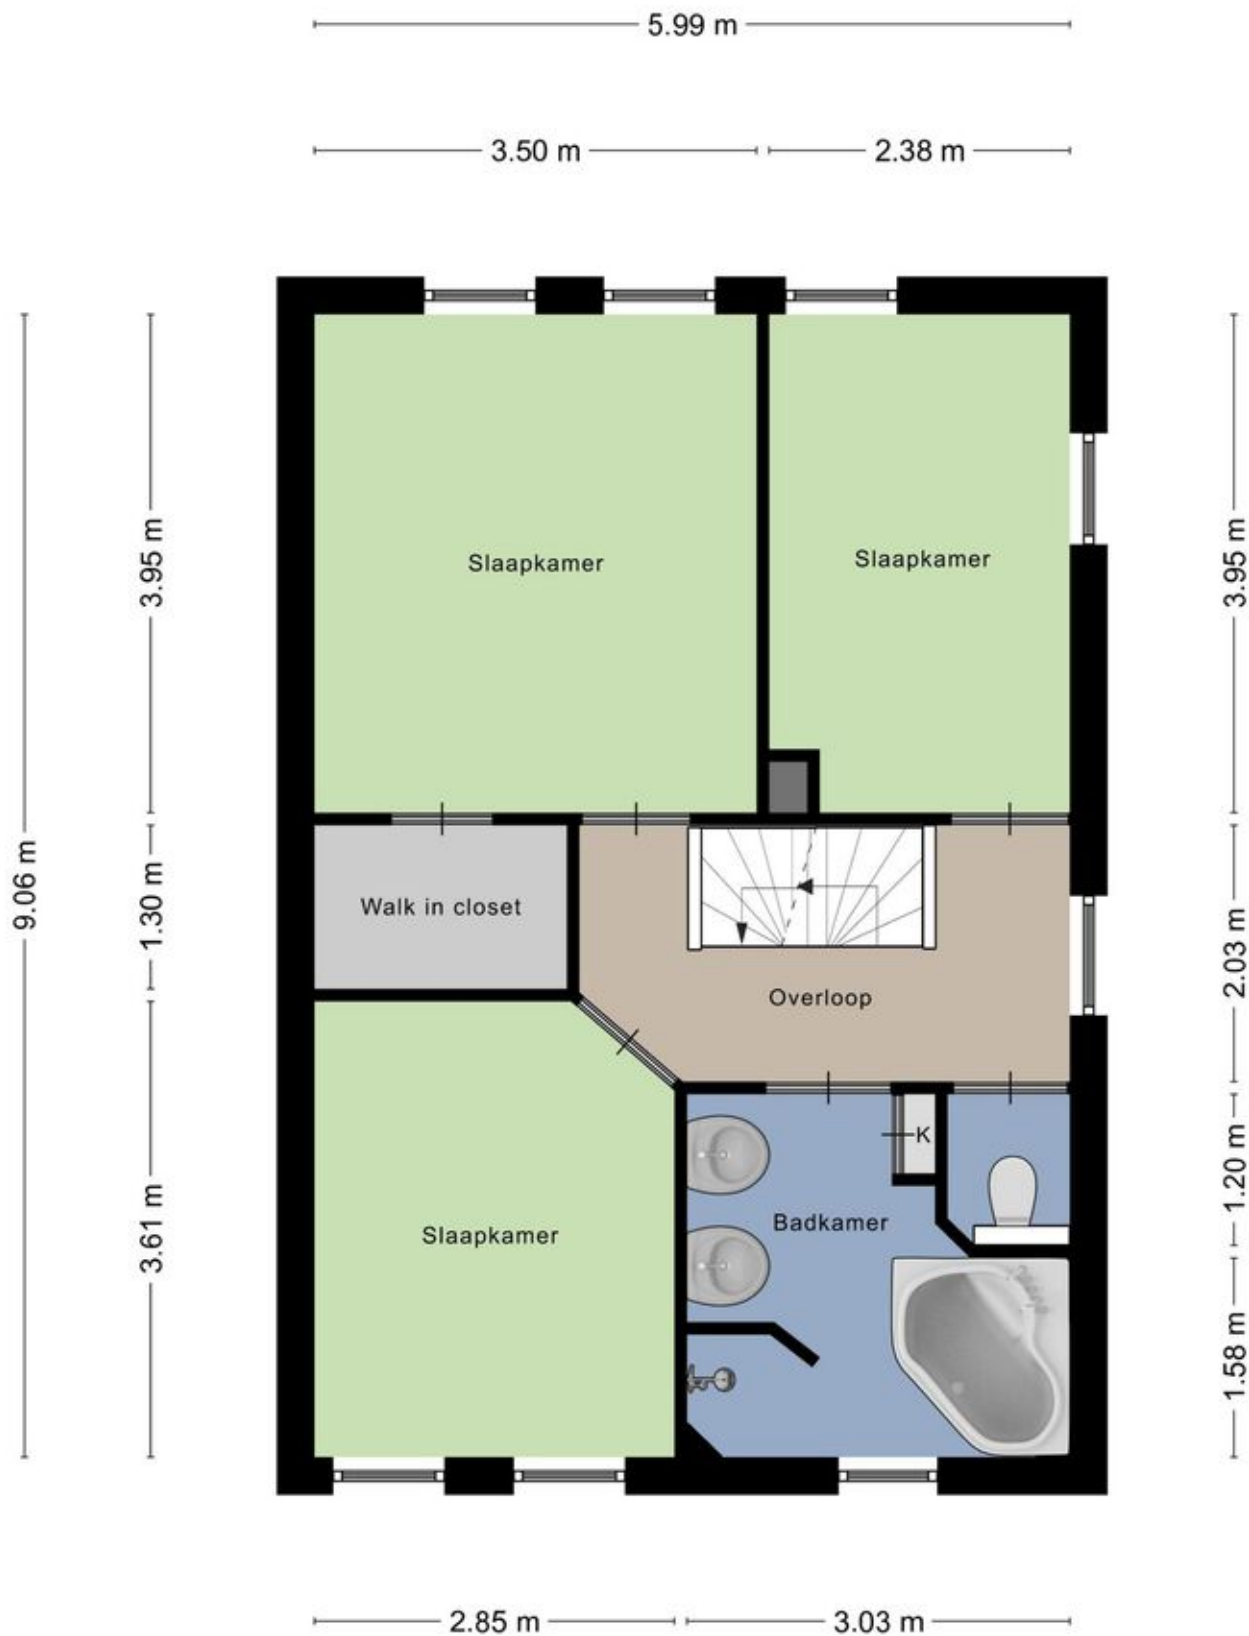 5.99 m
3.50 m
2.38 m
Slaapkamer
Slaapkamer
3.95 m
3.95 m
9.06 m
1.30 m
Walk in closet
2.03 m
Overloop
K
1.20 m
3.61 m
Slaapkamer
Badkamer
1.58 m
2.85 m
3.03 m